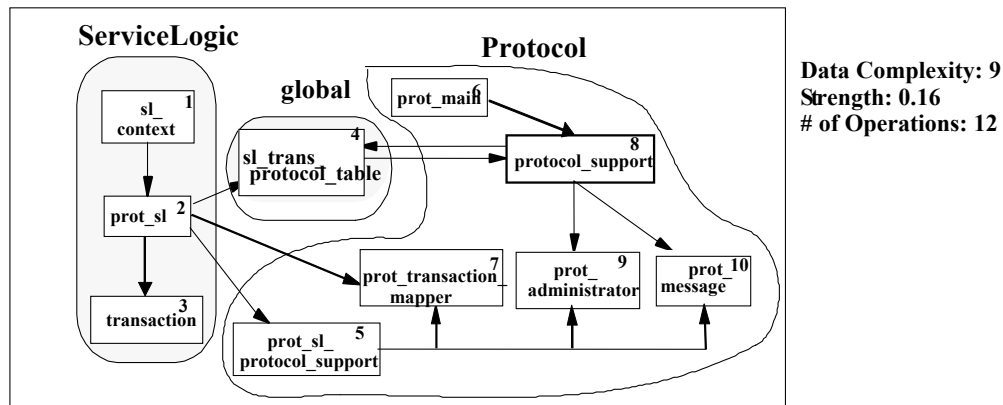 ServiceLogic
Protocol
global
1
sl_
context
prot_sl
2
transaction
3
4
sl_trans_
protocol_table
prot_main
6
8
protocol_support
7
prot_transaction_
mapper
9
prot_
administrator
10
prot_
message
5
prot_sl_
protocol_support
Data Complexity: 9
Strength: 0.16
# of Operations: 12